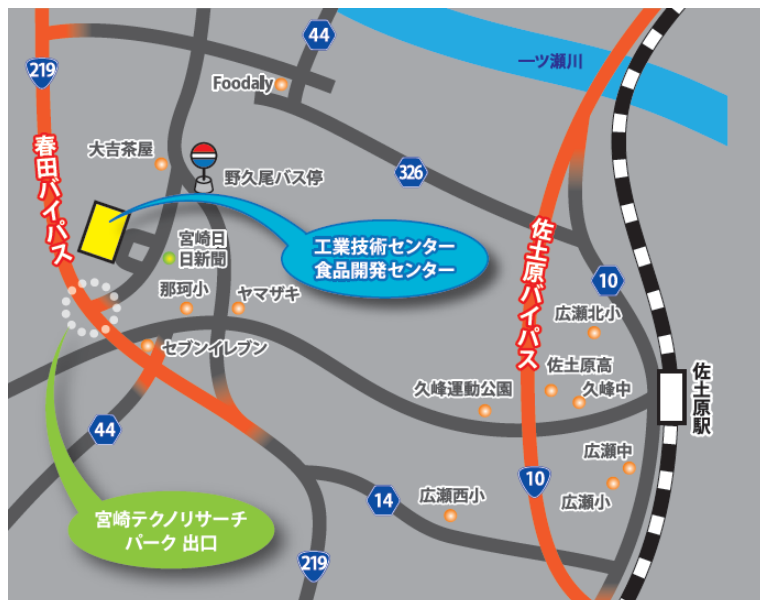 44
219
一ツ瀬川
Foodaly
大吉茶屋
春田バイパス
野久尾バス停
326
宮崎日
日新聞
工業技術センター
食品開発センター
佐土原バイパス
10
那珂小
ヤマザキ
広瀬北小
セブンイレブン
佐土原高
久峰中
久峰運動公園
佐土原駅
44
広瀬中
10
14
広瀬西小
広瀬小
宮崎テクノリサーチ
パーク 出口
219